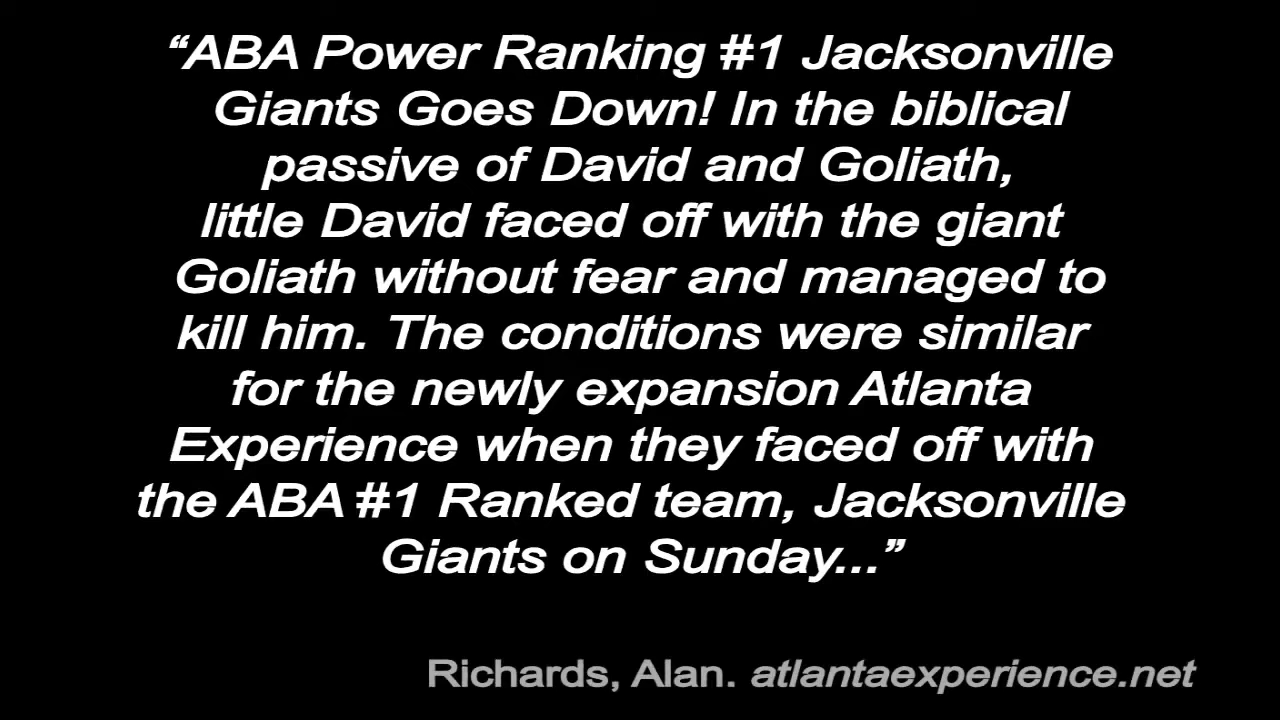 “ABA Power Ranking #1 Jacksonville
Giants Goes Down! In the biblical
passive of David and Goliath,
little David faced off with the giant
Goliath without fear and managed to
kill him. The conditions were similar
for the newly expansion Atlanta
Experience when they faced off with
the ABA #1 Ranked team, Jacksonville
Giants on Sunday...”
Richards, Alan. atlantaexperience.net